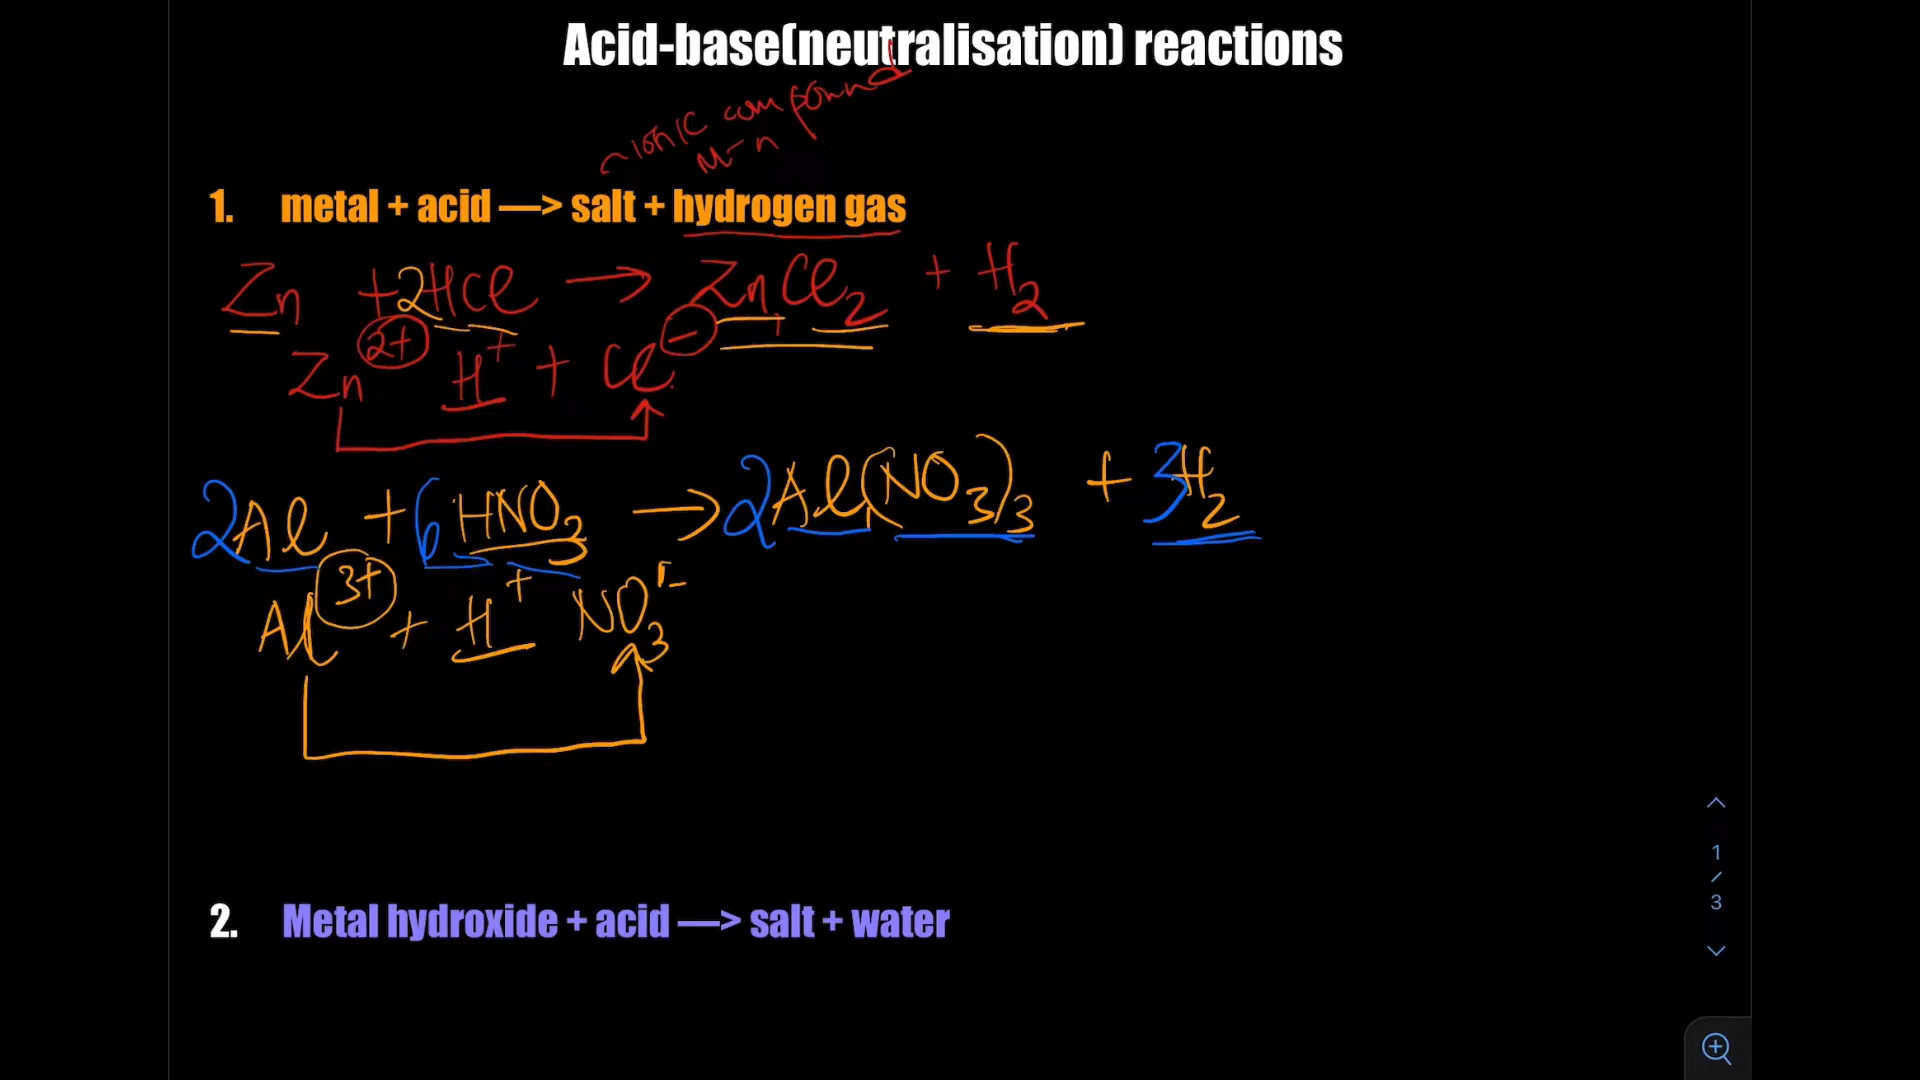 Acid-base(neutralisation) reactions
ionic compound
M-n
1. metal + acid —> salt + hydrogen gas
Zn + 2HCl → ZnCl₂ + H₂
Zn²⁺ H⁺ + Cl⁻
2Al + 6HNO₃ → 2Al(NO₃)₃ + 3H₂
Al³⁺ + H⁺ NO₃¹⁻
2. Metal hydroxide + acid —> salt + water
1
/
3